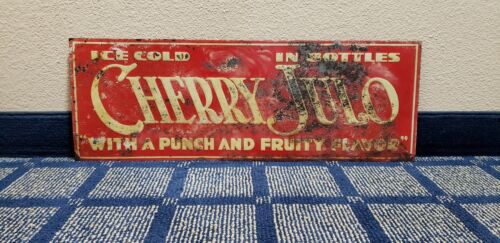 ICE COLD IN BOTTLES
CHERRY JULO
"WITH A PUNCH AND FRUITY FLAVOR"